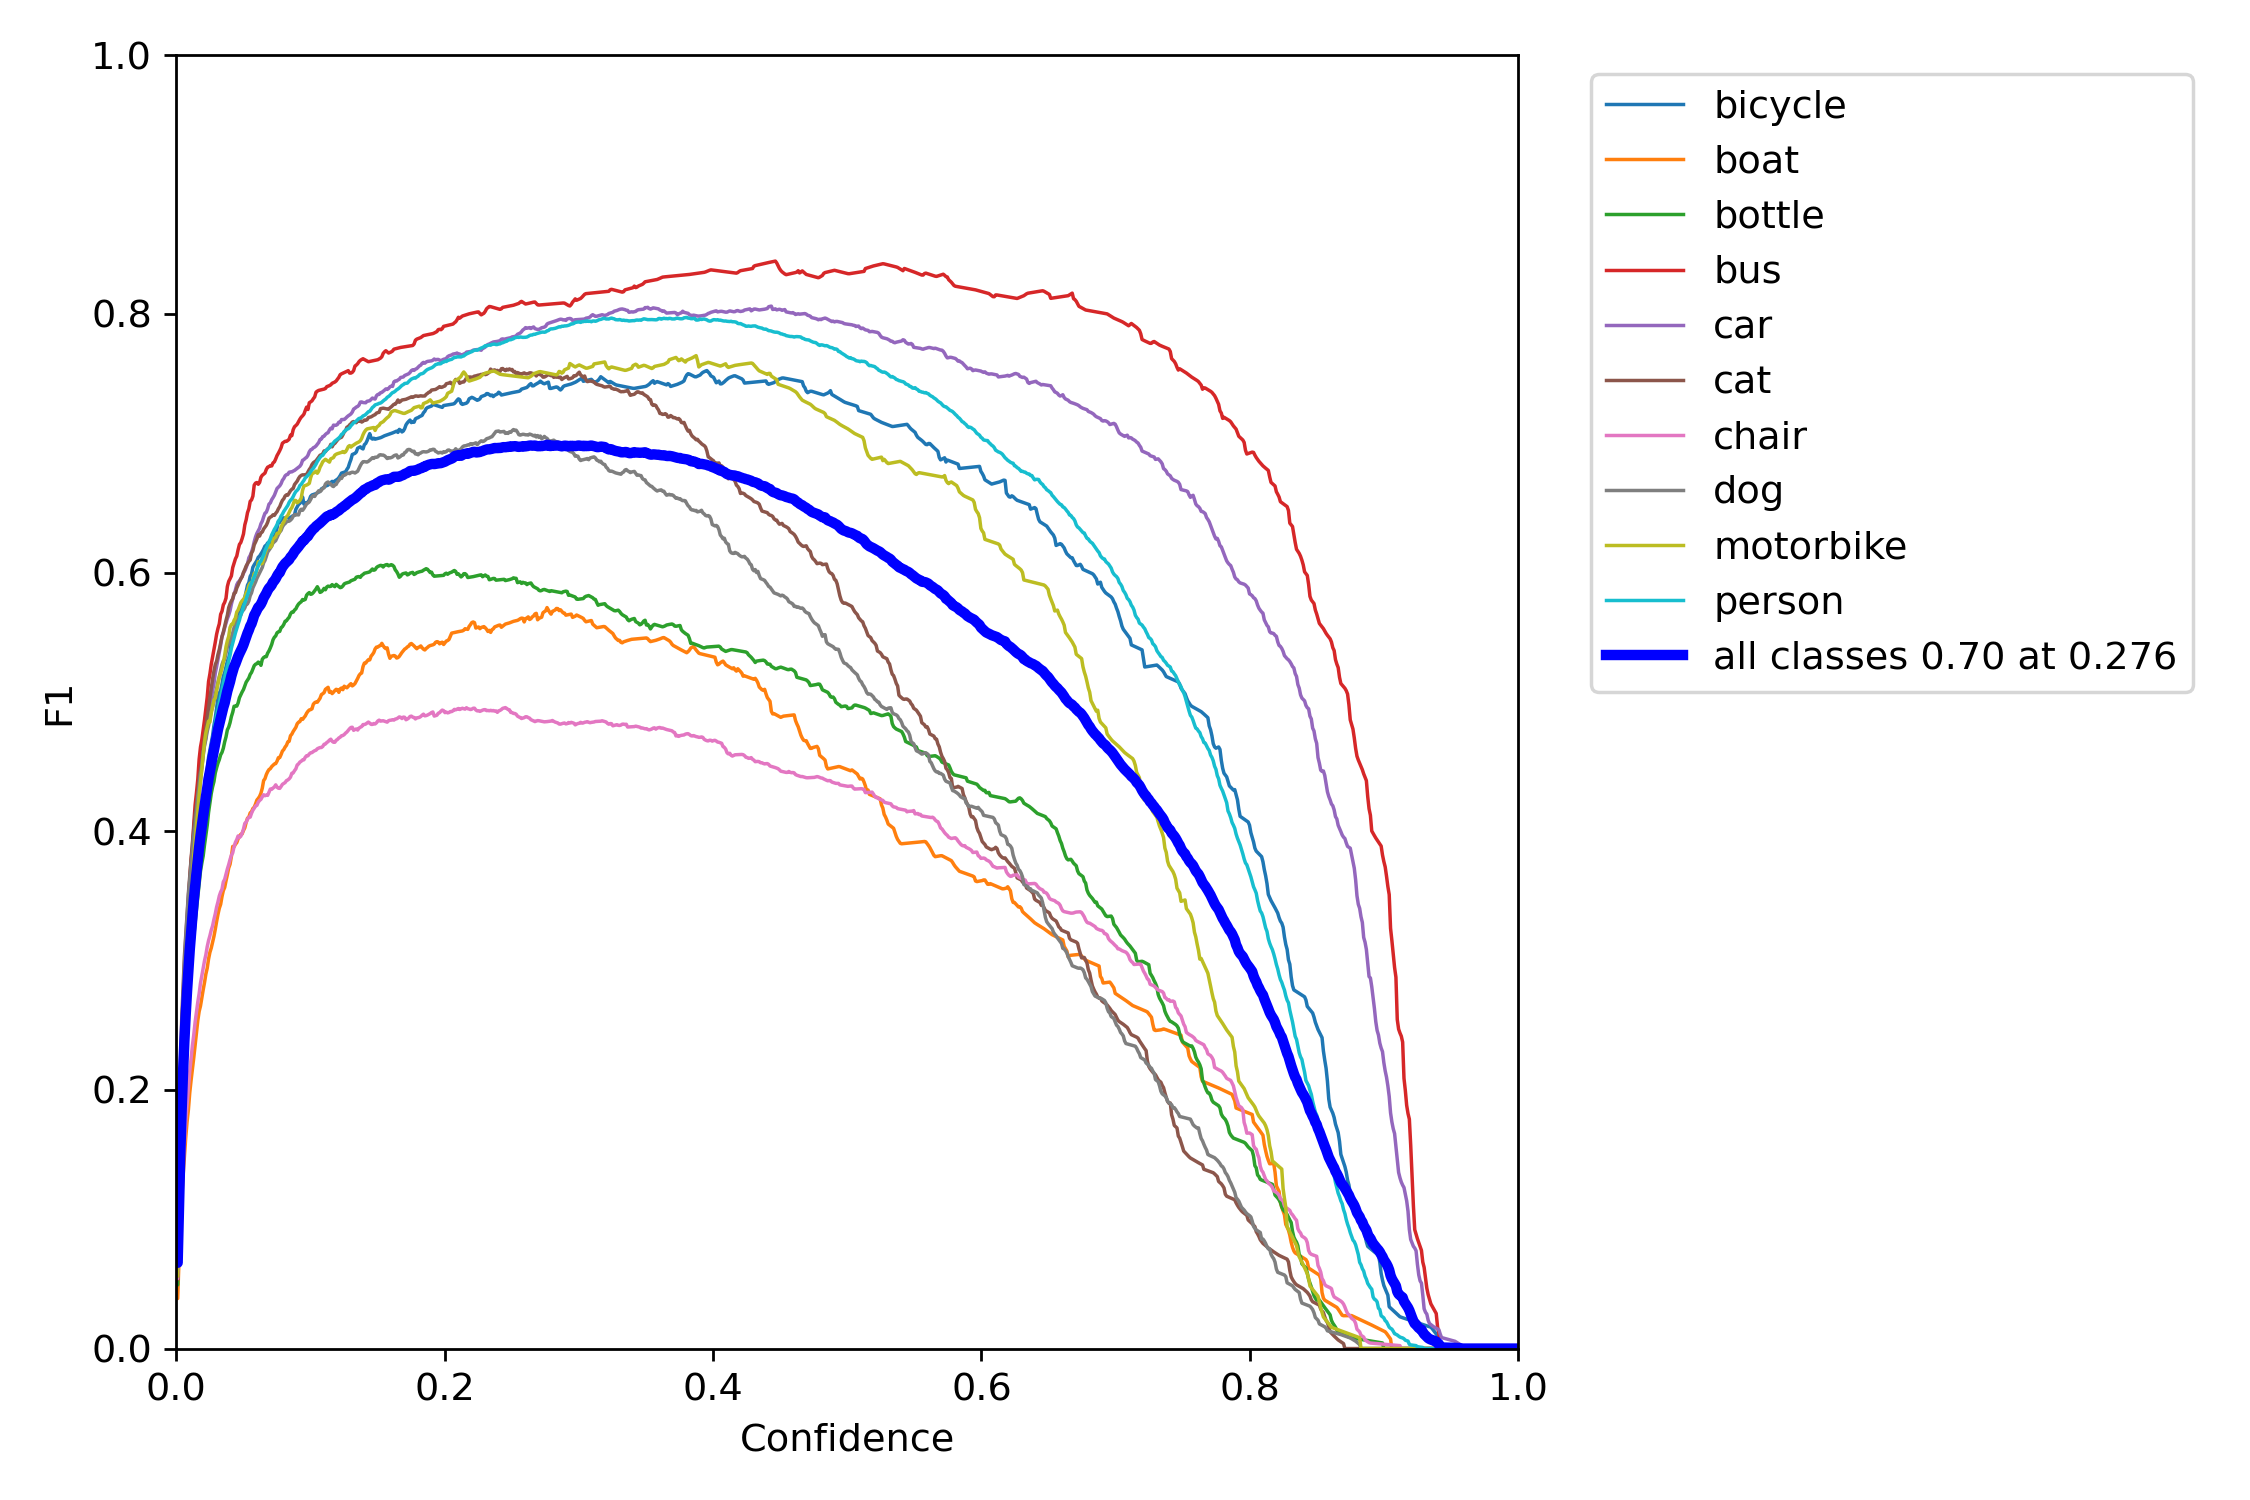 1.0
0.8
0.6
0.4
0.2
0.0
F1
0.0 0.2 0.4 0.6 0.8 1.0
Confidence
bicycle
boat
bottle
bus
car
cat
chair
dog
motorbike
person
all classes 0.70 at 0.276